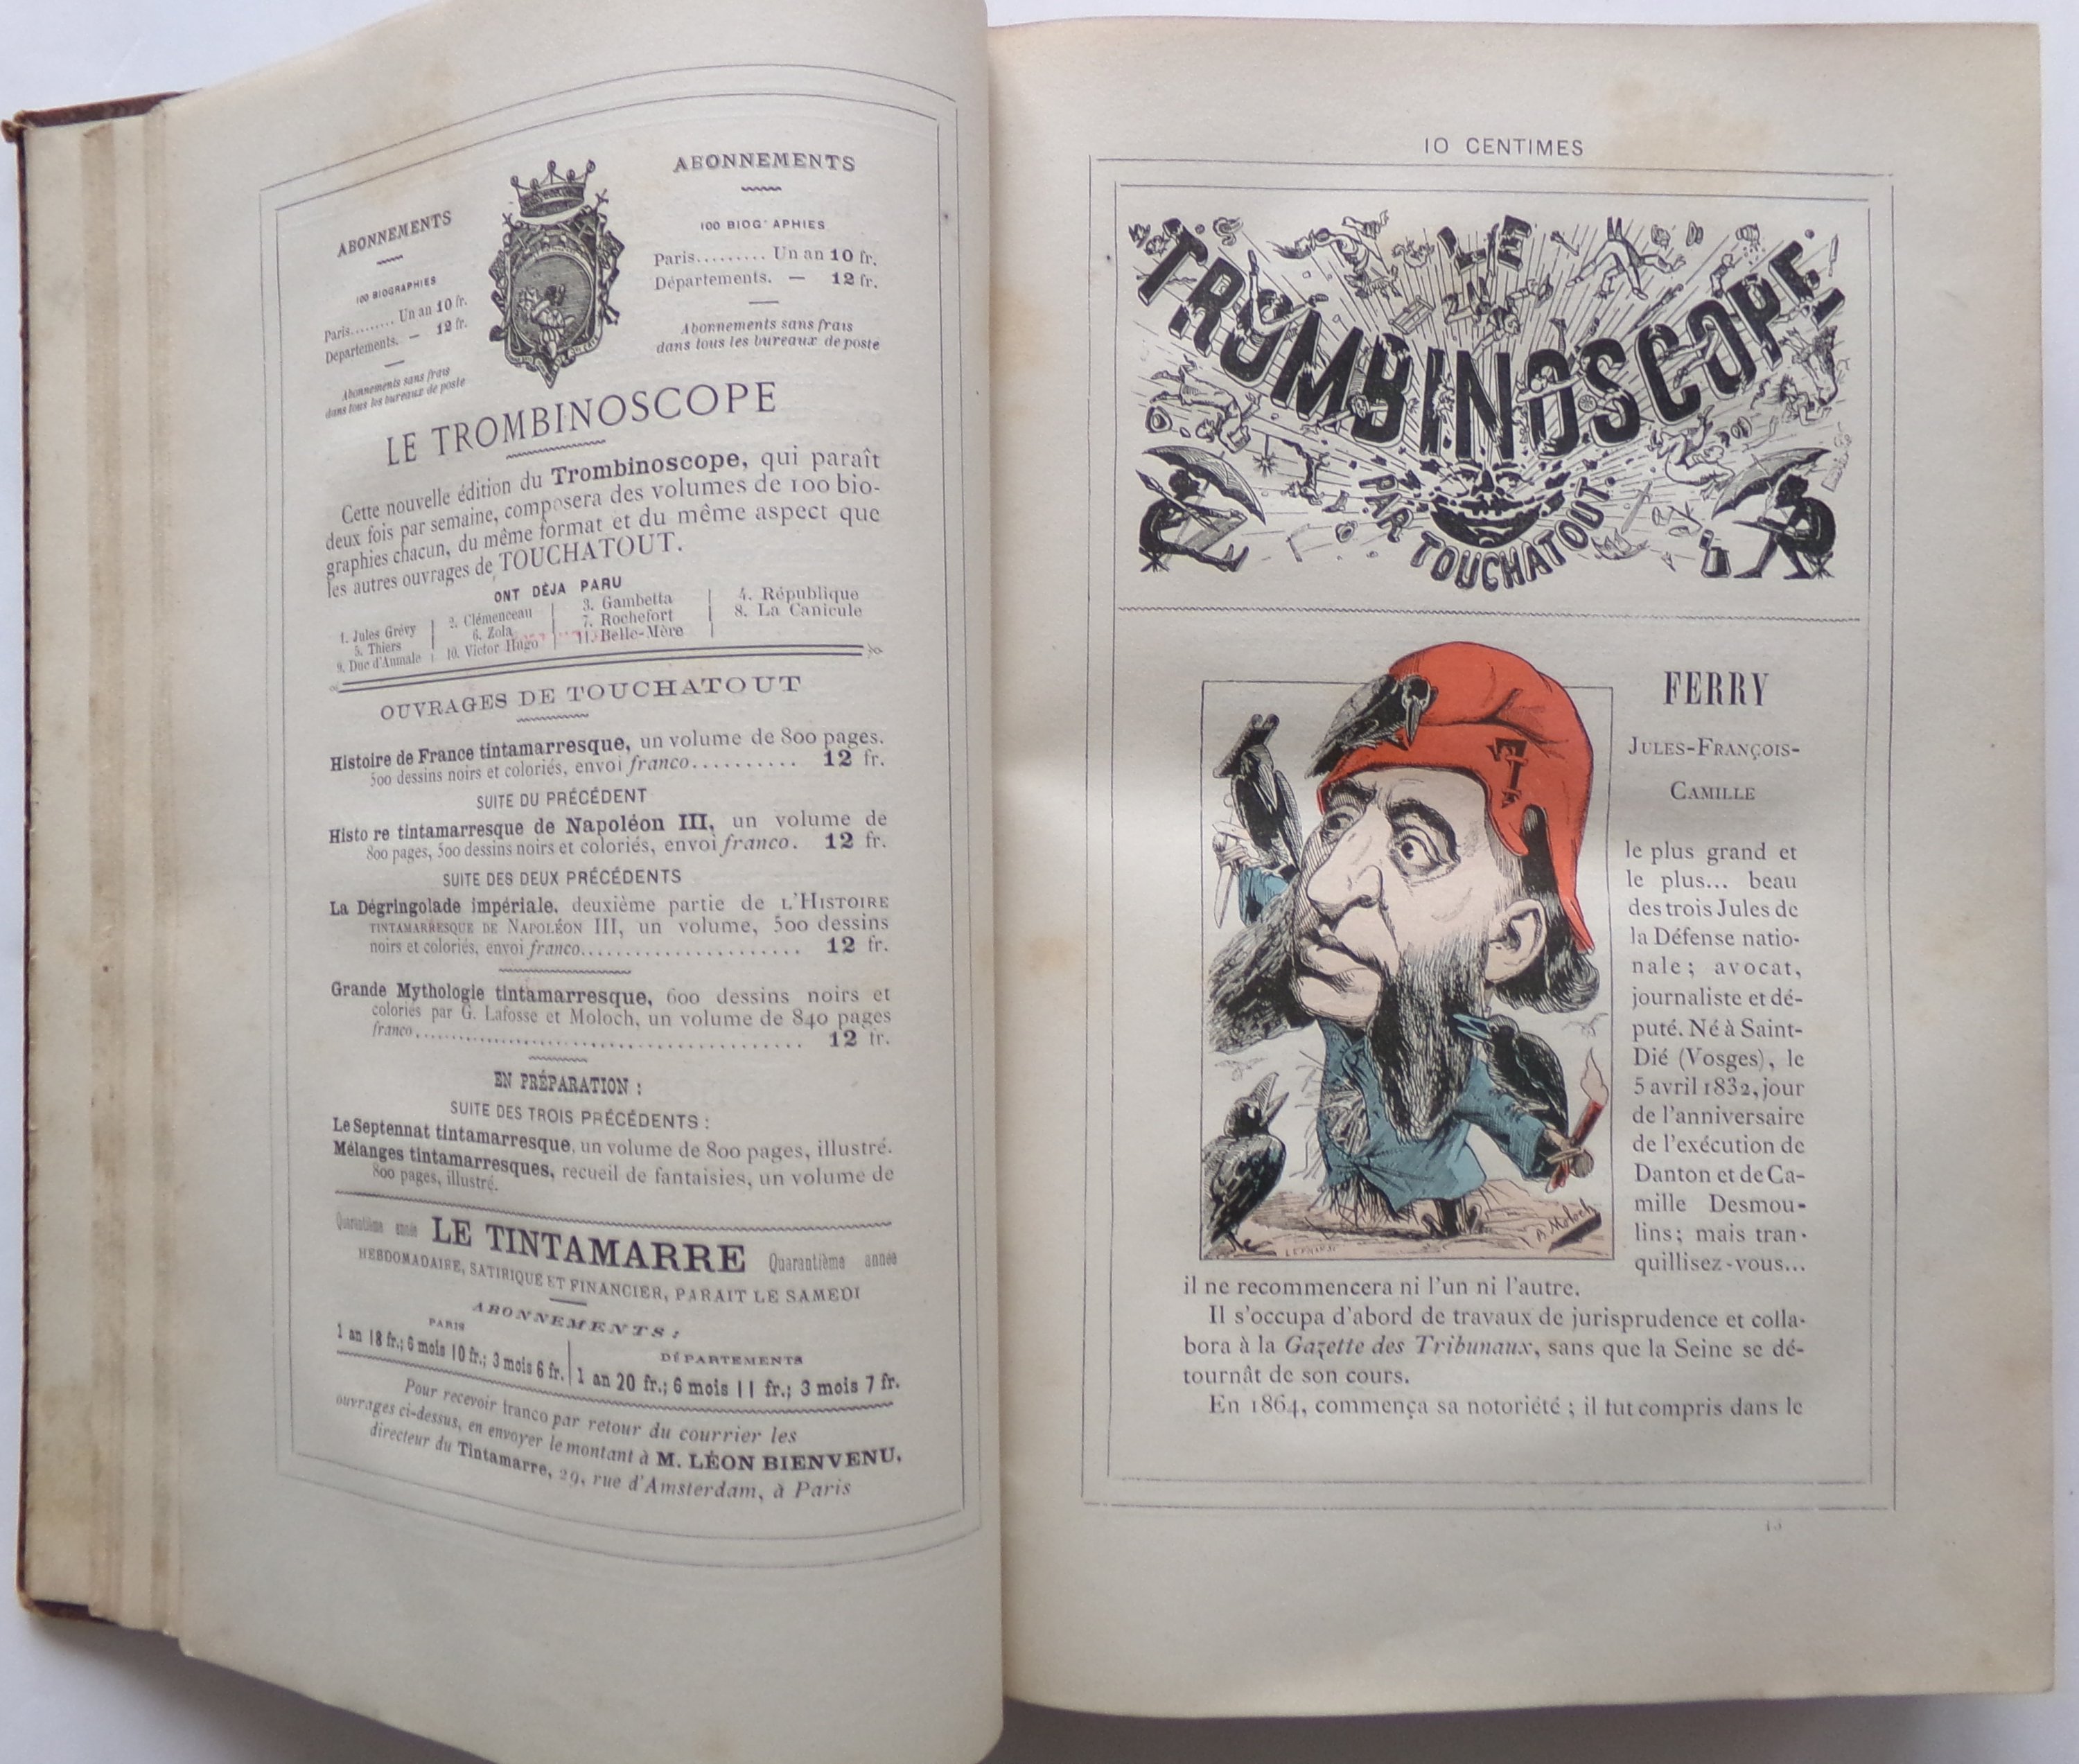 ABONNEMENTS
100 BIOGRAPHIES
Paris......... Un an 10 fr.
Départements. — 12 fr.
Abonnements sans frais
dans tous les bureaux de poste
ABONNEMENTS
100 BIOG APHIES
Paris......... Un an 10 fr.
Départements. — 12 fr.
Abonnements sans frais
dans tous les bureaux de poste
LE TROMBINOSCOPE
Cette nouvelle édition du Trombinoscope, qui paraît
deux fois par semaine, composera des volumes de 100 bio-
graphies chacun, du même format et du même aspect que
les autres ouvrages de TOUCHATOUT.
ONT DÉJA PARU
1. Jules Grévy 2. Clémenceau 3. Gambetta 4. République
5. Thiers 6. Zola 7. Rochefort 8. La Canicule
9. Duc d'Aumale 10. Victor Hugo 11. Belle-Mère
OUVRAGES DE TOUCHATOUT
Histoire de France tintamarresque, un volume de 800 pages.
500 dessins noirs et coloriés, envoi franco.......... 12 fr.
SUITE DU PRÉCÉDENT
Histo re tintamarresque de Napoléon III, un volume de
800 pages, 500 dessins noirs et coloriés, envoi franco. 12 fr.
SUITE DES DEUX PRÉCÉDENTS
La Dégringolade impériale, deuxième partie de L'HISTOIRE
TINTAMARRESQUE DE NAPOLÉON III, un volume, 500 dessins
noirs et coloriés, envoi franco...................... 12 fr.
Grande Mythologie tintamarresque, 600 dessins noirs et
coloriés par G. Lafosse et Moloch, un volume de 840 pages
franco....................................... 12 fr.
EN PRÉPARATION :
SUITE DES TROIS PRÉCÉDENTS :
Le Septennat tintamarresque, un volume de 800 pages, illustré.
Mélanges tintamarresques, recueil de fantaisies, un volume de
800 pages, illustré.
Quarantième année LE TINTAMARRE Quarantième année
HEBDOMADAIRE, SATIRIQUE ET FINANCIER, PARAIT LE SAMEDI
ABONNEMENTS :
PARIS
1 an 18 fr.; 6 mois 10 fr.; 3 mois 6 fr.
DÉPARTEMENTS
1 an 20 fr.; 6 mois 11 fr.; 3 mois 7 fr.
Pour recevoir franco par retour du courrier les
ouvrages ci-dessus, en envoyer le montant à M. LÉON BIENVENU,
directeur du Tintamarre, 29, rue d'Amsterdam, à Paris
10 CENTIMES
LE
TROMBINOSCOPE
PAR TOUCHATOUT.
FERRY
JULES-FRANÇOIS-
CAMILLE
le plus grand et
le plus... beau
des trois Jules de
la Défense natio-
nale ; avocat,
journaliste et dé-
puté. Né à Saint-
Dié (Vosges), le
5 avril 1832, jour
de l'anniversaire
de l'exécution de
Danton et de Ca-
mille Desmou-
lins ; mais tran-
quillisez-vous...
A. Moloch
il ne recommencera ni l'un ni l'autre.
Il s'occupa d'abord de travaux de jurisprudence et colla-
bora à la Gazette des Tribunaux, sans que la Seine se dé-
tournât de son cours.
En 1864, commença sa notoriété ; il fut compris dans le